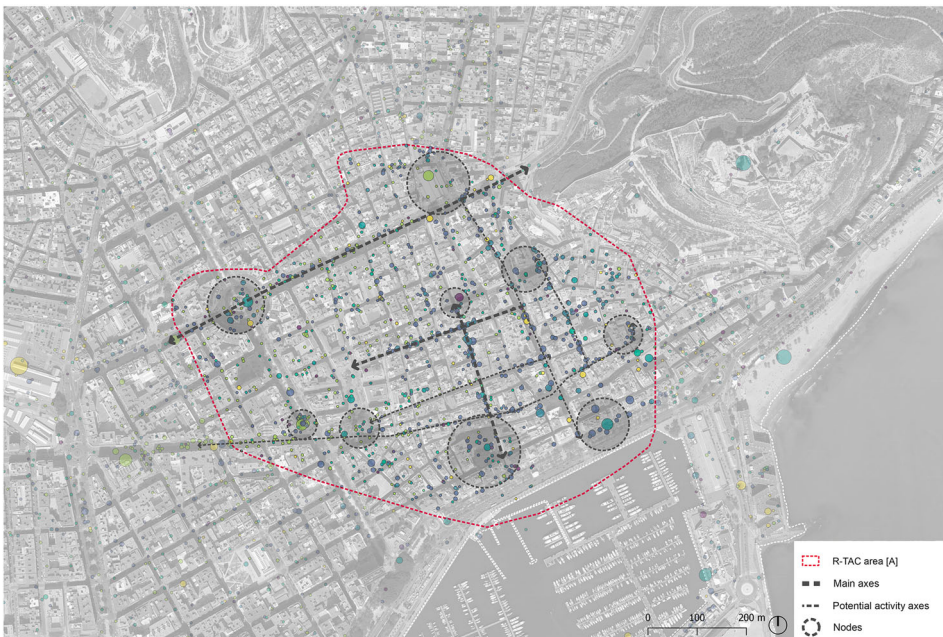 R-TAC area [A]
Main axes
Potential activity axes
Nodes
0 100 200 m